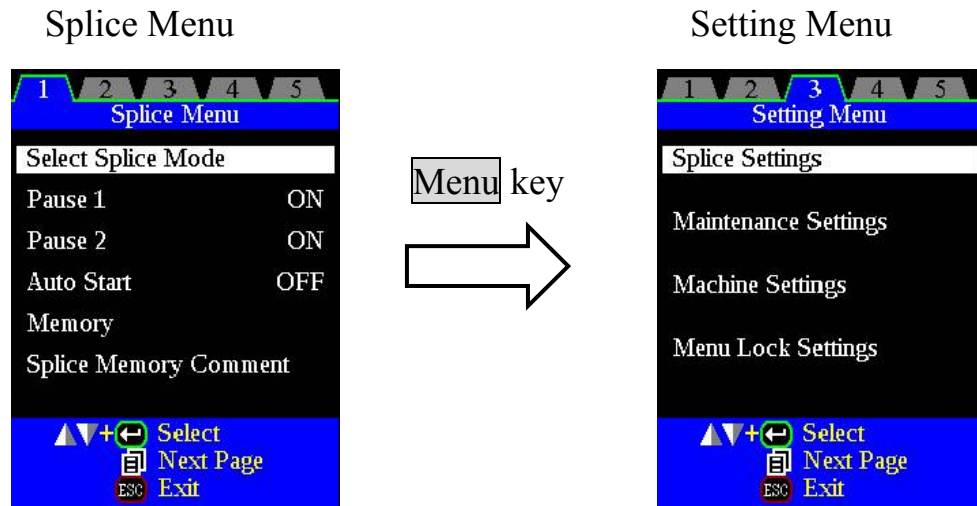 Splice Menu
1 2 3 4 5
Splice Menu
Select Splice Mode
Pause 1 ON
Pause 2 ON
Auto Start OFF
Memory
Splice Memory Comment
+ Select
Next Page
ESC Exit
Menu key
Setting Menu
1 2 3 4 5
Setting Menu
Splice Settings
Maintenance Settings
Machine Settings
Menu Lock Settings
+ Select
Next Page
ESC Exit